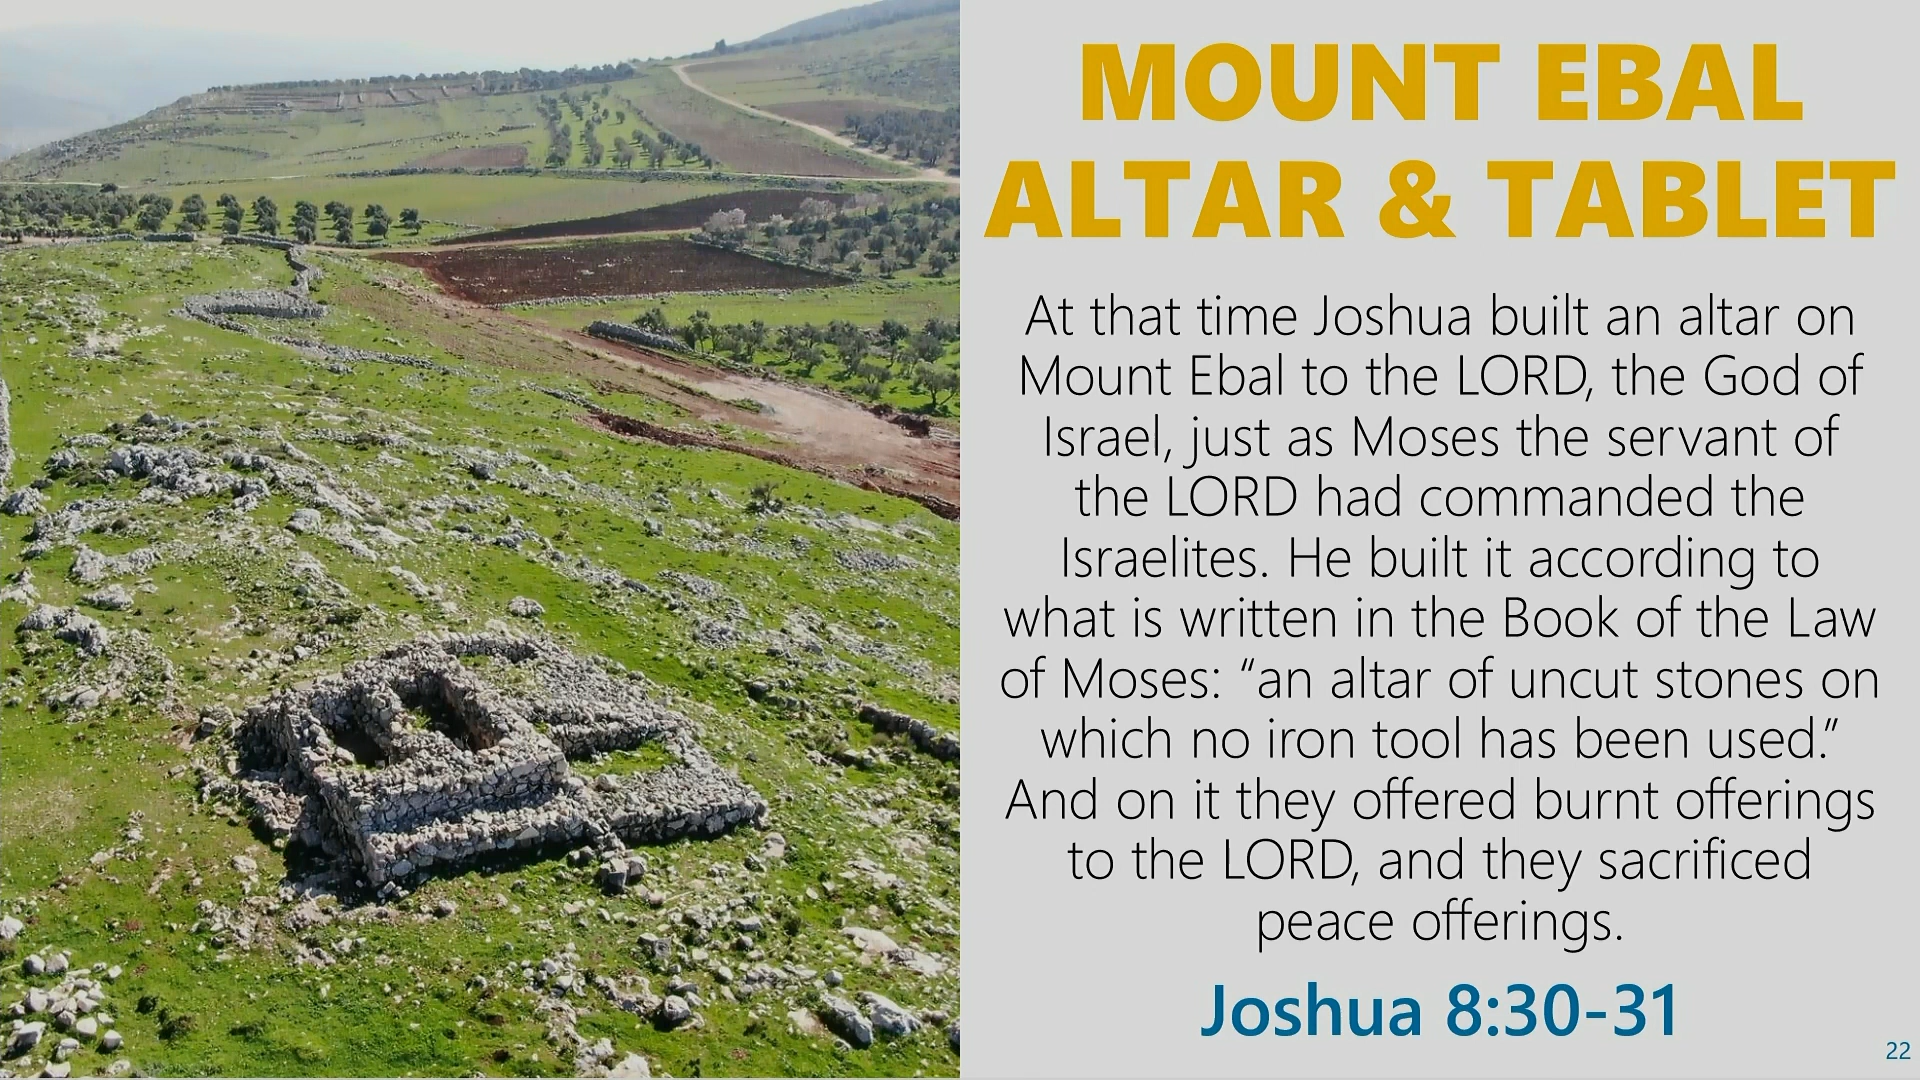 MOUNT EBAL
ALTAR & TABLET
At that time Joshua built an altar on
Mount Ebal to the LORD, the God of
Israel, just as Moses the servant of
the LORD had commanded the
Israelites. He built it according to
what is written in the Book of the Law
of Moses: “an altar of uncut stones on
which no iron tool has been used.”
And on it they offered burnt offerings
to the LORD, and they sacrificed
peace offerings.
Joshua 8:30-31
22